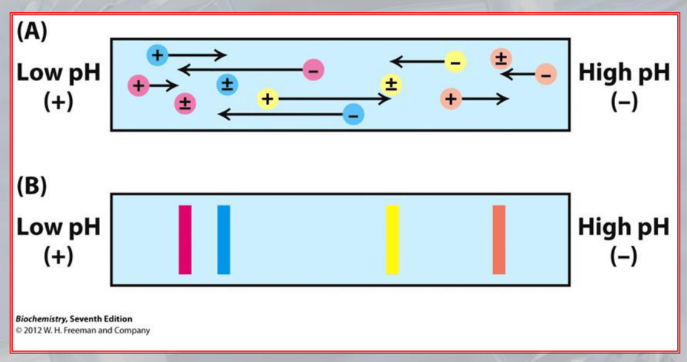 (A)
Low pH
(+)
High pH
(–)
+ – ± + ± + – – ± ± – +
(B)
Low pH
(+)
High pH
(–)
Biochemistry, Seventh Edition
© 2012 W. H. Freeman and Company